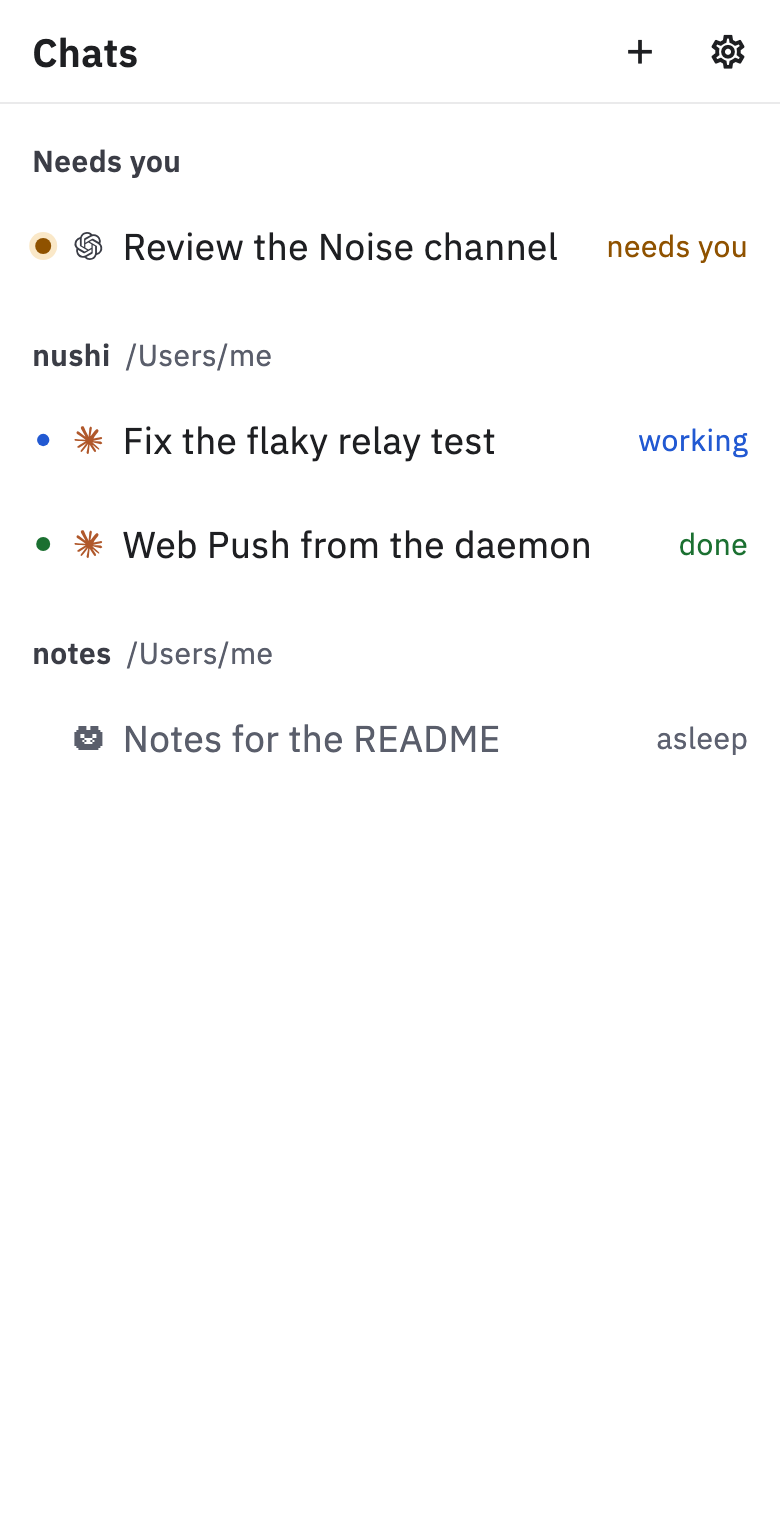 Chats
Needs you
Review the Noise channel needs you
nushi /Users/me
Fix the flaky relay test working
Web Push from the daemon done
notes /Users/me
Notes for the README asleep